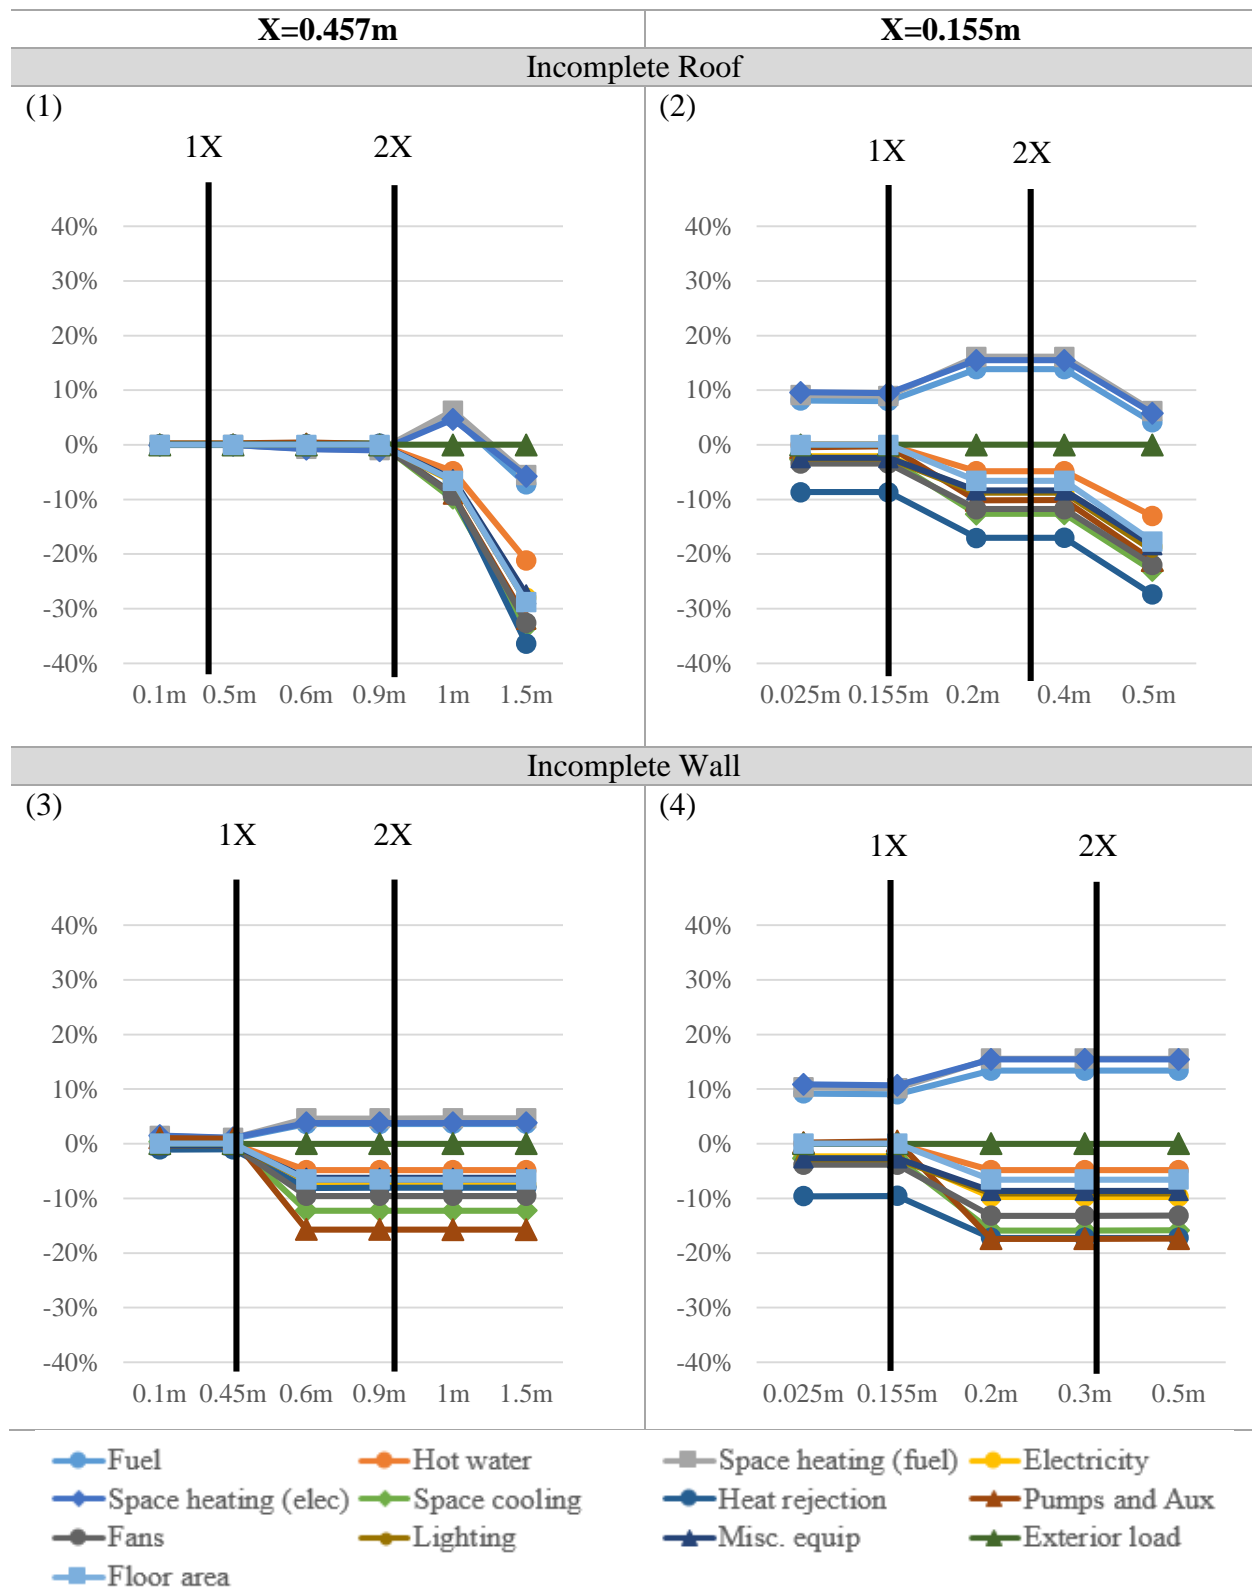 X=0.457m X=0.155m
Incomplete Roof
(1) (2)
1X 2X 1X 2X
40% 40%
30% 30%
20% 20%
10% 10%
0% 0%
-10% -10%
-20% -20%
-30% -30%
-40% -40%
0.1m 0.5m 0.6m 0.9m 1m 1.5m 0.025m 0.155m 0.2m 0.4m 0.5m
Incomplete Wall
(3) (4)
1X 2X 1X 2X
40% 40%
30% 30%
20% 20%
10% 10%
0% 0%
-10% -10%
-20% -20%
-30% -30%
-40% -40%
0.1m 0.45m 0.6m 0.9m 1m 1.5m 0.025m 0.155m 0.2m 0.3m 0.5m
Fuel Hot water Space heating (fuel) Electricity
Space heating (elec) Space cooling Heat rejection Pumps and Aux
Fans Lighting Misc. equip Exterior load
Floor area